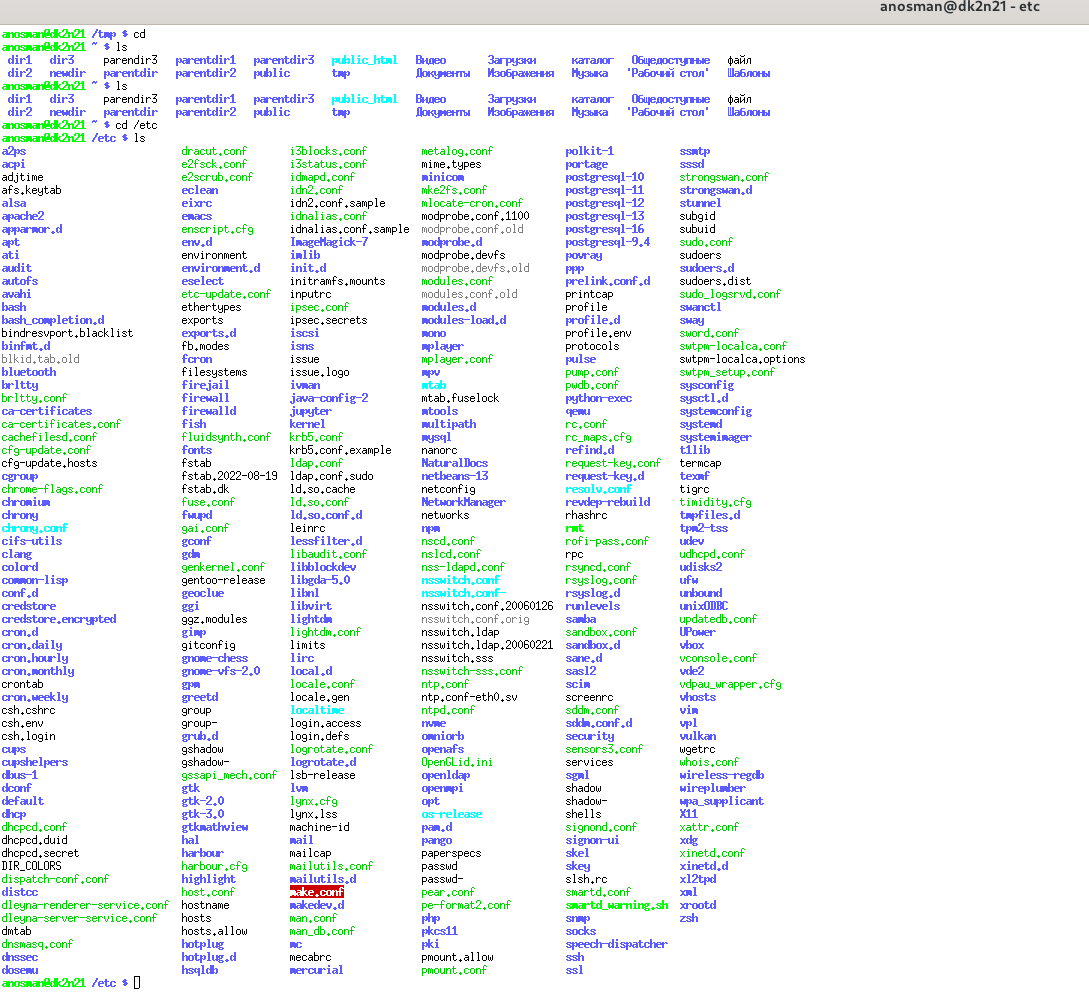 anosman@dk2n21 - etc
anosman@dk2n21 /tmp $ cd
anosman@dk2n21 ~ $ ls
dir1 dir3 parendir3 parentdir1 parentdir3 public_html Видео Загрузки каталог Общедоступные файл
dir2 newdir parentdir parentdir2 public tmp Документы Изображения Музыка 'Рабочий стол' Шаблоны
anosman@dk2n21 ~ $ ls
dir1 dir3 parendir3 parentdir1 parentdir3 public_html Видео Загрузки каталог Общедоступные файл
dir2 newdir parentdir parentdir2 public tmp Документы Изображения Музыка 'Рабочий стол' Шаблоны
anosman@dk2n21 ~ $ cd /etc
anosman@dk2n21 /etc $ ls
a2ps dracut.conf i3blocks.conf metalog.conf polkit-1 ssmtp
acpi e2fsck.conf i3status.conf mime.types portage sssd
adjtime e2scrub.conf idmapd.conf minicom postgresql-10 strongswan.conf
afs.keytab eclean idn2.conf mke2fs.conf postgresql-11 strongswan.d
alsa eixrc idn2.conf.sample mlocate-cron.conf postgresql-12 stunnel
apache2 emacs idnalias.conf modprobe.conf.1100 postgresql-13 subgid
apparmor.d enscript.cfg idnalias.conf.sample modprobe.conf.old postgresql-16 subuid
apt env.d ImageMagick-7 modprobe.d postgresql-9.4 sudo.conf
ati environment imlib modprobe.devfs povray sudoers
audit environment.d init.d modprobe.devfs.old ppp sudoers.d
autofs eselect initramfs.mounts modules.conf prelink.conf.d sudoers.dist
avahi etc-update.conf inputrc modules.conf.old printcap sudo_logsrvd.conf
bash ethertypes ipsec.conf modules.d profile swanctl
bash_completion.d exports ipsec.secrets modules-load.d profile.d sway
bindresvport.blacklist exports.d iscsi mono profile.env sword.conf
binfmt.d fb.modes isns mplayer protocols swtpm-localca.conf
blkid.tab.old fcron issue mplayer.conf pulse swtpm-localca.options
bluetooth filesystems issue.logo mpv pump.conf swtpm_setup.conf
brltty firejail ivman mtab pwdb.conf sysconfig
brltty.conf firewall java-config-2 mtab.fuselock python-exec sysctl.d
ca-certificates firewalld jupyter mtools qemu systemconfig
ca-certificates.conf fish kernel multipath rc.conf systemd
cachefilesd.conf fluidsynth.conf krb5.conf mysql rc_maps.cfg systemimager
cfg-update.conf fonts krb5.conf.example nanorc refind.d t1lib
cfg-update.hosts fstab ldap.conf NaturalDocs request-key.conf termcap
cgroup fstab.2022-08-19 ldap.conf.sudo netbeans-13 request-key.d texmf
chrome-flags.conf fstab.dk ld.so.cache netconfig resolv.conf tigrc
chromium fuse.conf ld.so.conf NetworkManager revdep-rebuild timidity.cfg
chrony fwupd ld.so.conf.d networks rhashrc tmpfiles.d
chrony.conf gai.conf leinrc npm rmt tpm2-tss
cifs-utils gconf lessfilter.d nscd.conf rofi-pass.conf udev
clang gdm libaudit.conf nslcd.conf rpc udhcpd.conf
colord genkernel.conf libblockdev nss-ldapd.conf rsyncd.conf udisks2
common-lisp gentoo-release libgda-5.0 nsswitch.conf rsyslog.conf ufw
conf.d geoclue libnl nsswitch.conf- rsyslog.d unbound
credstore ggi libvirt nsswitch.conf.20060126 runlevels unixODBC
credstore.encrypted ggz.modules lightdm nsswitch.conf.orig samba updatedb.conf
cron.d gimp lightdm.conf nsswitch.ldap sandbox.conf UPower
cron.daily gitconfig limits nsswitch.ldap.20060221 sandbox.d vbox
cron.hourly gnome-chess lirc nsswitch.sss sane.d vconsole.conf
cron.monthly gnome-vfs-2.0 local.d nsswitch-sss.conf sasl2 vde2
crontab gpm locale.conf ntp.conf scim vdpau_wrapper.cfg
cron.weekly greetd locale.gen ntp.conf-eth0.sv screenrc vhosts
csh.cshrc group localtime ntpd.conf sddm.conf vim
csh.env group- login.access nvme sddm.conf.d vpl
csh.login grub.d login.defs omniorb security vulkan
cups gshadow logrotate.conf openafs sensors3.conf wgetrc
cupshelpers gshadow- logrotate.d OpenGLid.ini services whois.conf
dbus-1 gssapi_mech.conf lsb-release openldap sgml wireless-regdb
dconf gtk lvm openmpi shadow wireplumber
default gtk-2.0 lynx.cfg opt shadow- wpa_supplicant
dhcp gtk-3.0 lynx.lss os-release shells X11
dhcpcd.conf gtkmathview machine-id pam.d signond.conf xattr.conf
dhcpcd.duid hal mail pango signon-ui xdg
dhcpcd.secret harbour mailcap paperspecs skel xinetd.conf
DIR_COLORS harbour.cfg mailutils.conf passwd skey xinetd.d
dispatch-conf.conf highlight mailutils.d passwd- slsh.rc xl2tpd
distcc host.conf make.conf pear.conf smartd.conf xml
dleyna-renderer-service.conf hostname makedev.d pe-format2.conf smartd_warning.sh xrootd
dleyna-server-service.conf hosts man.conf php snmp zsh
dmtab hosts.allow man_db.conf pkcs11 socks
dnsmasq.conf hotplug mc pki speech-dispatcher
dnssec hotplug.d mecabrc pmount.allow ssh
dosemu hsqldb mercurial pmount.conf ssl
anosman@dk2n21 /etc $